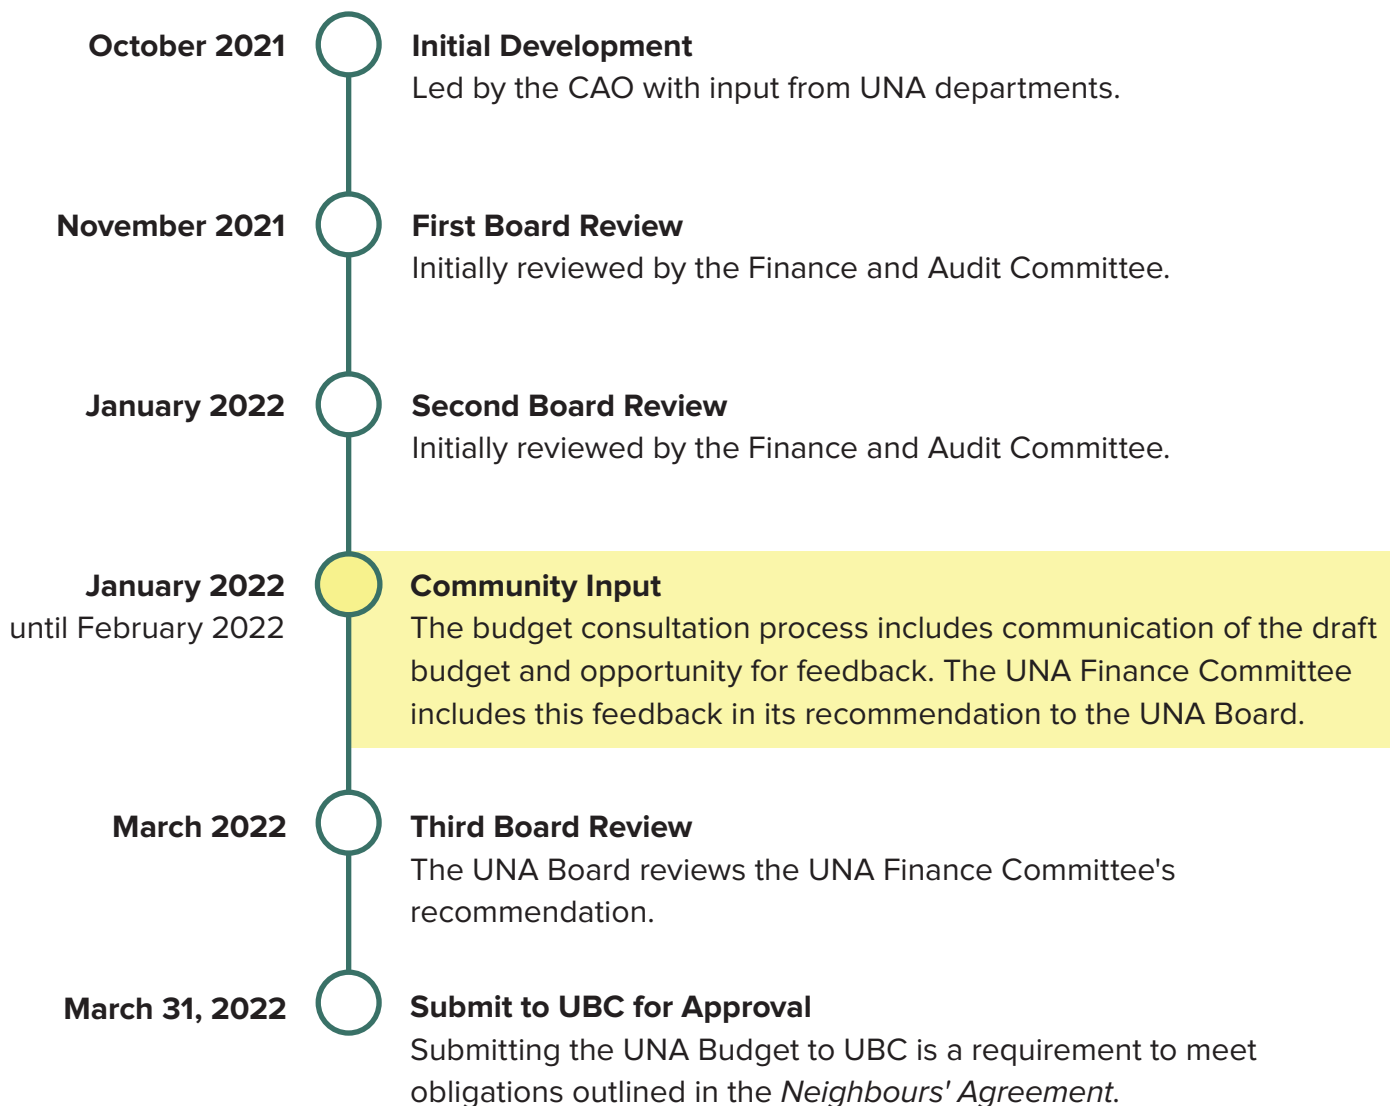 October 2021
Initial Development
Led by the CAO with input from UNA departments.
November 2021
First Board Review
Initially reviewed by the Finance and Audit Committee.
January 2022
Second Board Review
Initially reviewed by the Finance and Audit Committee.
January 2022
until February 2022
Community Input
The budget consultation process includes communication of the draft
budget and opportunity for feedback. The UNA Finance Committee
includes this feedback in its recommendation to the UNA Board.
March 2022
Third Board Review
The UNA Board reviews the UNA Finance Committee's
recommendation.
March 31, 2022
Submit to UBC for Approval
Submitting the UNA Budget to UBC is a requirement to meet
obligations outlined in the Neighbours' Agreement.